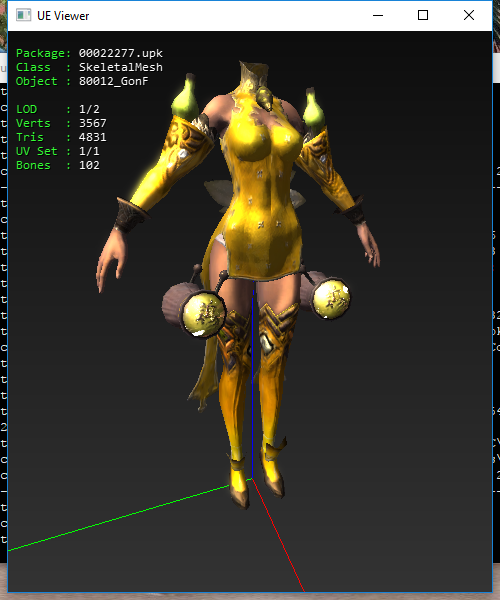 UE Viewer
Package: 00022277.upk
Class : SkeletalMesh
Object : 80012_GonF
LOD : 1/2
Verts : 3567
Tris : 4831
UV Set : 1/1
Bones : 102